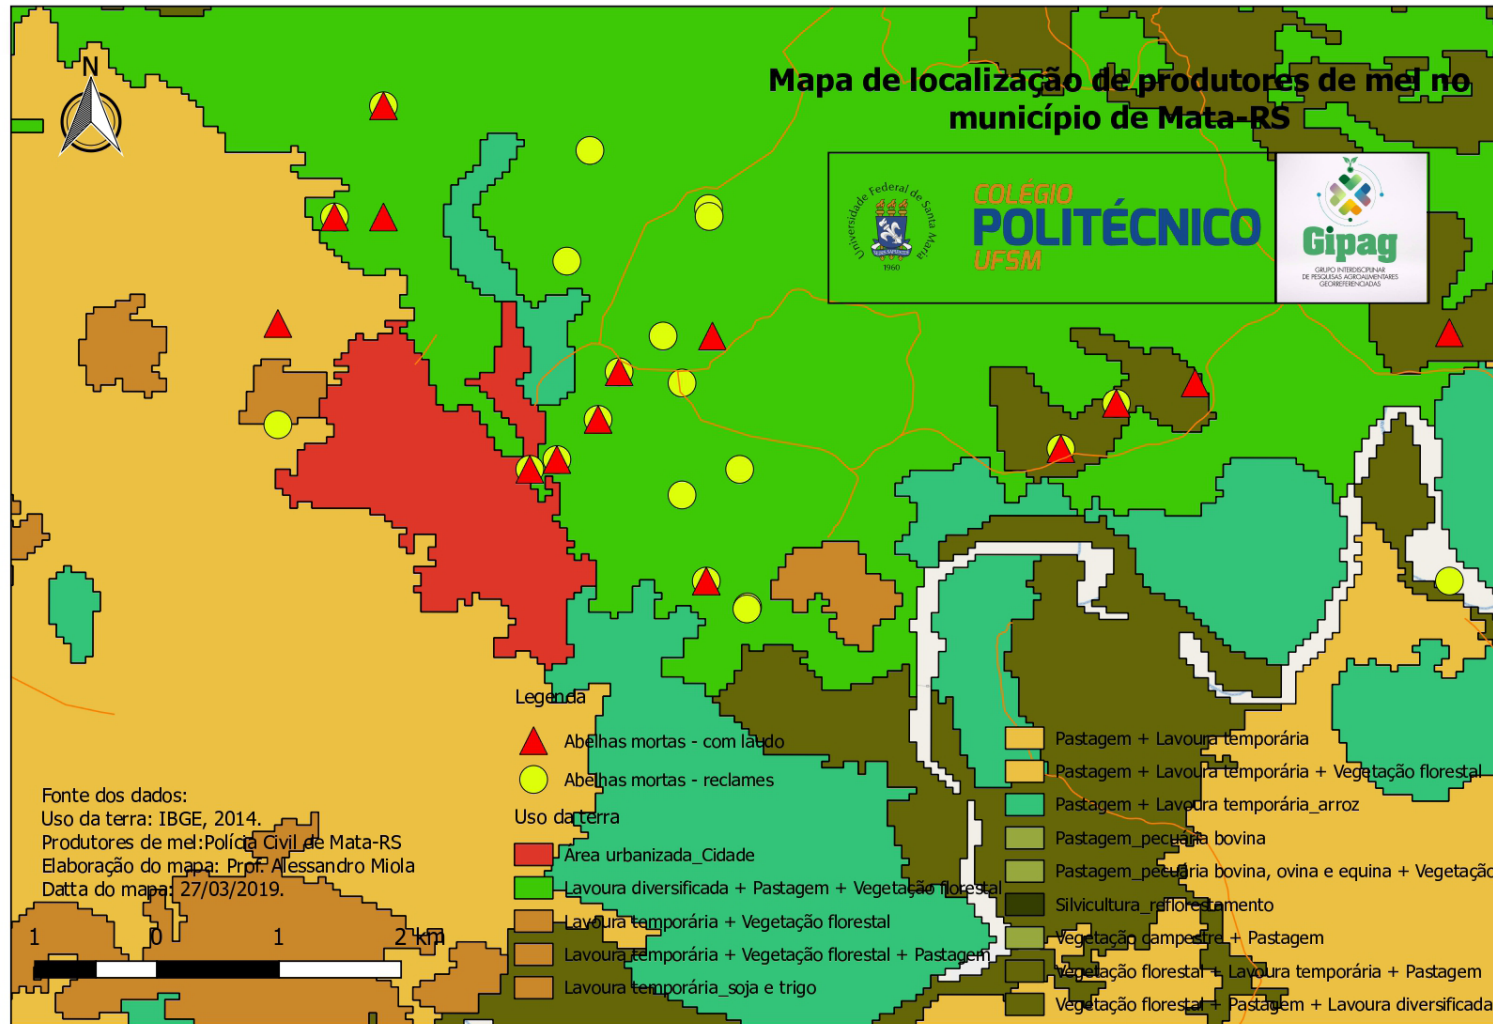 N
Mapa de localização de produtores de mel no
município de Mata-RS
Universidade Federal de Santa Maria
1960
COLÉGIO
POLITÉCNICO
UFSM
Gipag
GRUPO INTERDISCIPLINAR
DE PESQUISAS AGROALIMENTARES
GEORREFERENCIADAS
Legenda
Abelhas mortas - com laudo
Abelhas mortas - reclames
Uso da terra
Área urbanizada_Cidade
Lavoura diversificada + Pastagem + Vegetação florestal
Lavoura temporária + Vegetação florestal
Lavoura temporária + Vegetação florestal + Pastagem
Lavoura temporária_soja e trigo
Pastagem + Lavoura temporária
Pastagem + Lavoura temporária + Vegetação florestal
Pastagem + Lavoura temporária_arroz
Pastagem_pecuária bovina
Pastagem_pecuária bovina, ovina e equina + Vegetação
Silvicultura_reflorestamento
Vegetação campestre + Pastagem
Vegetação florestal + Lavoura temporária + Pastagem
Vegetação florestal + Pastagem + Lavoura diversificada
Fonte dos dados:
Uso da terra: IBGE, 2014.
Produtores de mel:Polícia Civil de Mata-RS
Elaboração do mapa: Prof. Alessandro Miola
Datta do mapa: 27/03/2019.
1 0 1 2 km